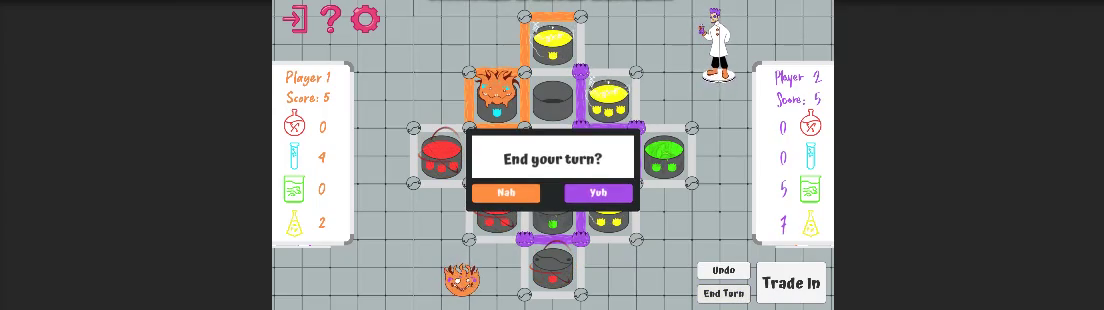 ?
Player 1
Score: 5
0
4
0
2
Player 2
Score: 5
0
0
5
7
End your turn?
Nah
Yuh
Undo
End Turn
Trade In